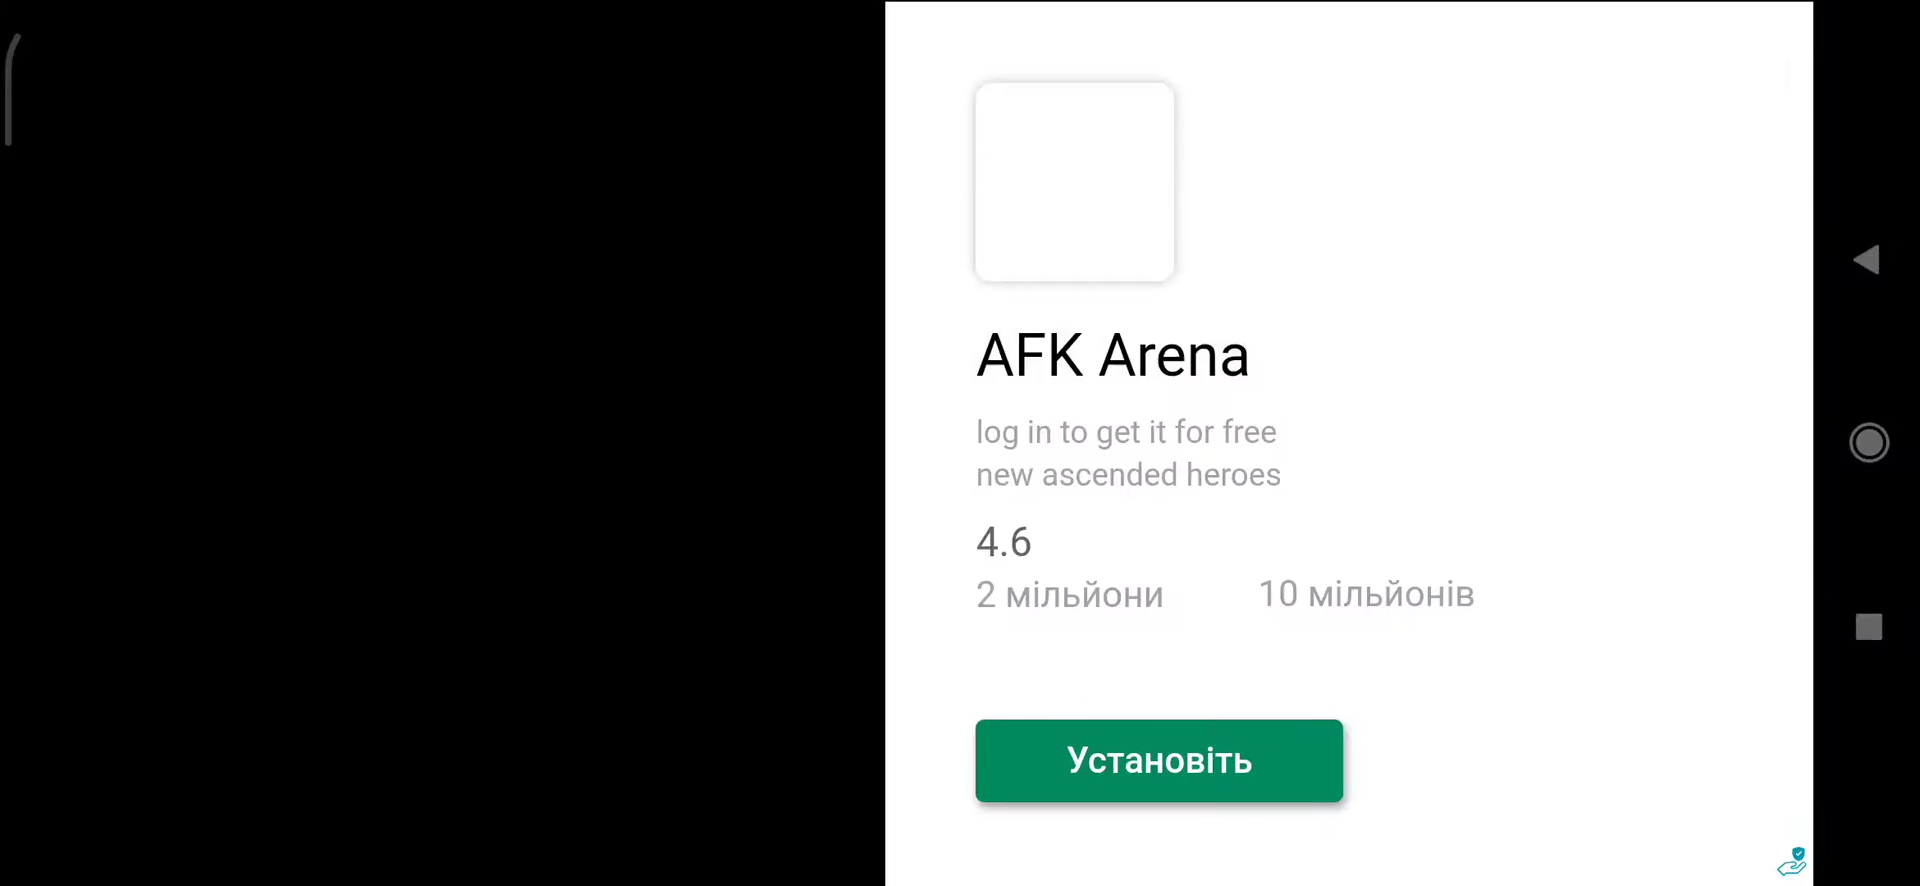 AFK Arena
log in to get it for free
new ascended heroes
4.6
2 мільйони 10 мільйонів
Установіть